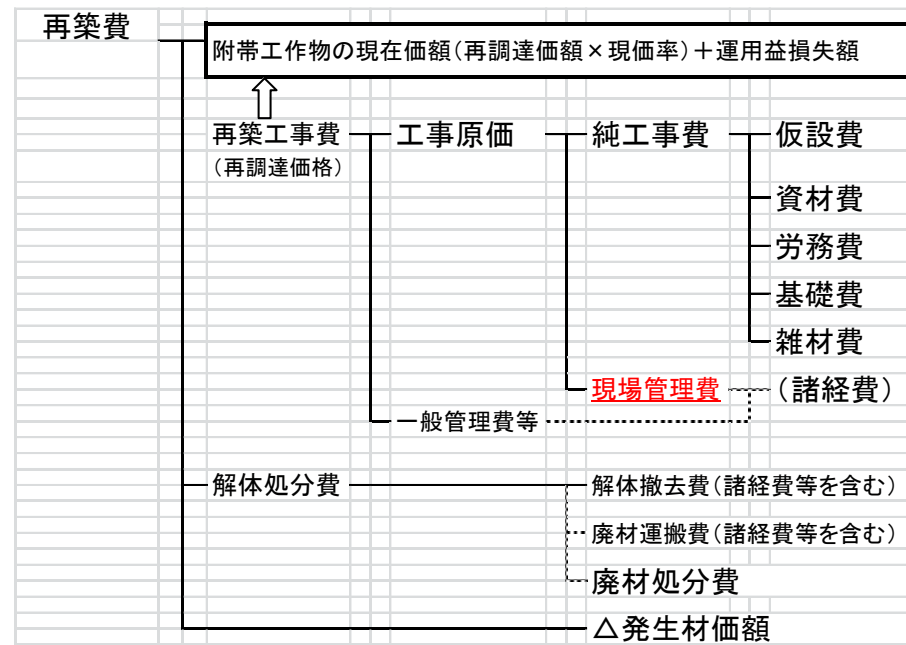 再築費
附帯工作物の現在価額（再調達価額×現価率）＋運用益損失額
再築工事費 工事原価 純工事費 仮設費
（再調達価格）
資材費
労務費
基礎費
雑材費
現場管理費 （諸経費）
一般管理費等
解体処分費 解体撤去費（諸経費等を含む）
廃材運搬費（諸経費等を含む）
廃材処分費
△発生材価額